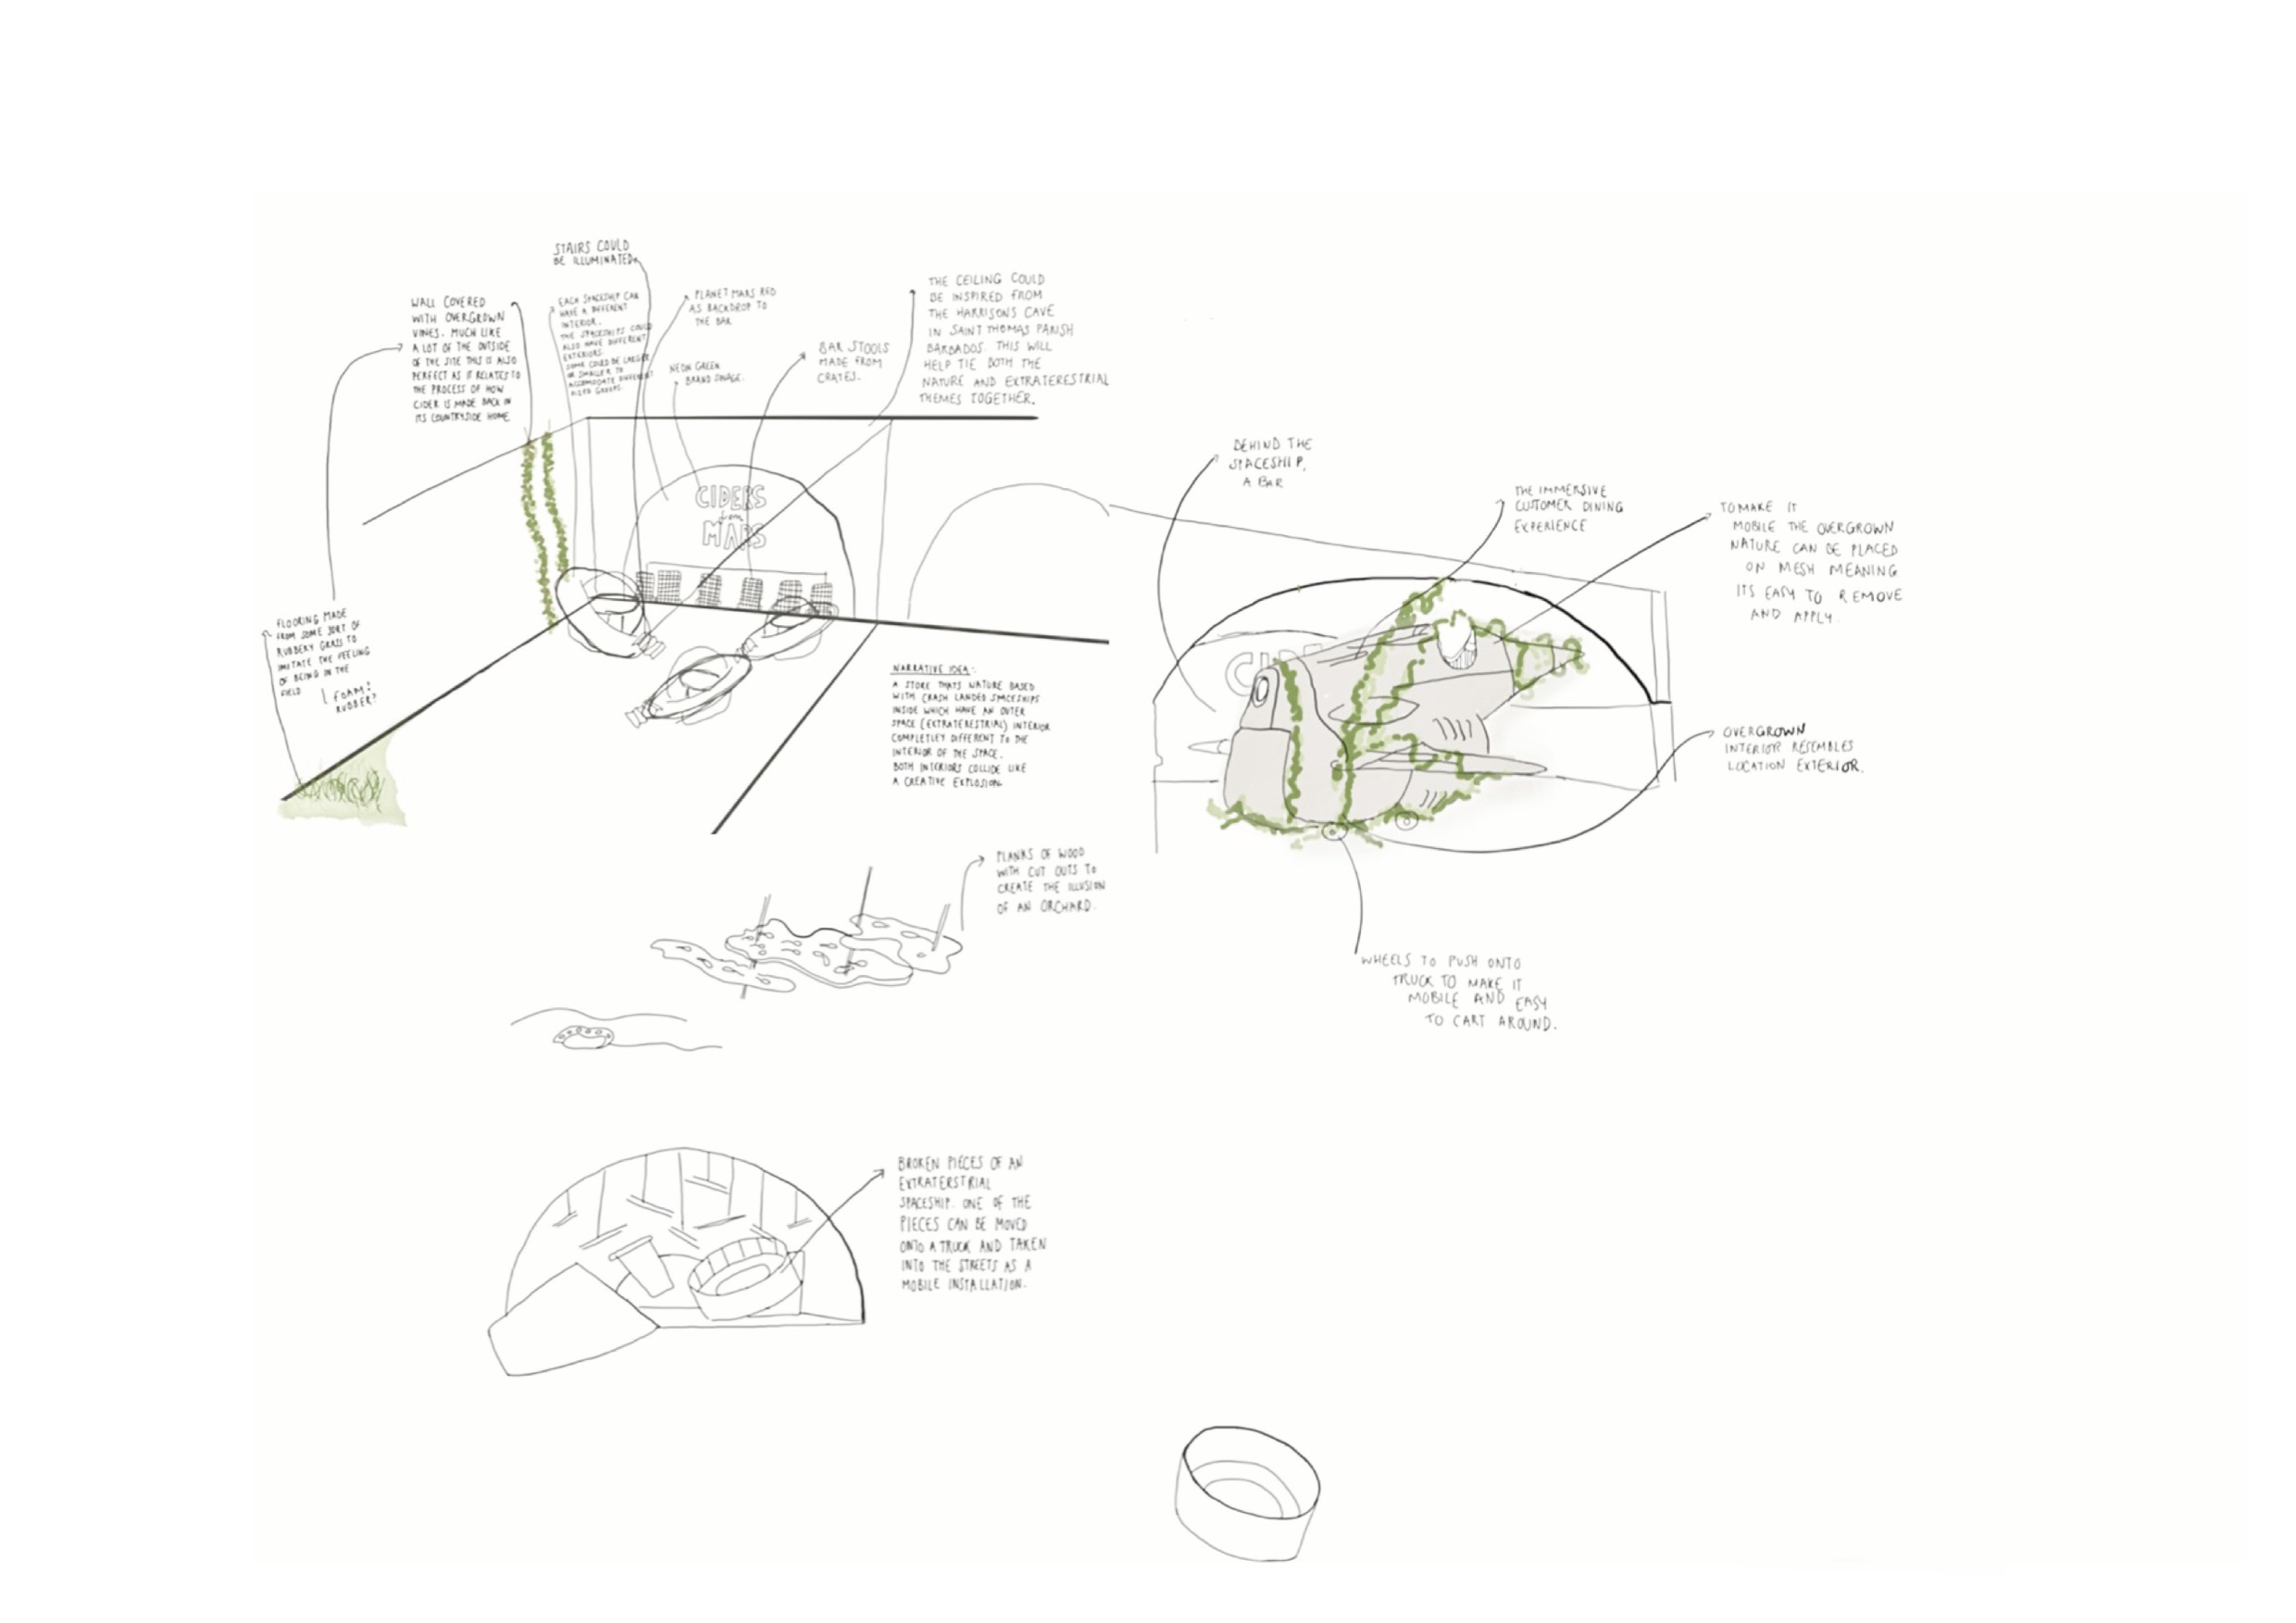 STAIRS COULD
BE ILLUMINATED
WALL COVERED
WITH OVERGROWN
VINES. MUCH LIKE
A LOT OF THE OUTSIDE
OF THE SITE THIS IS ALSO
PERFECT AS IT RELATES TO
THE PROCESS OF HOW
CIDER IS MADE BACK IN
ITS COUNTRYSIDE HOME
EACH SPACESHIP CAN
HAVE A DIFFERENT
INTERIOR.
THE SPACESHIPS COULD
ALSO HAVE DIFFERENT
EXTERIORS.
SOME COULD BE LARGER
OR SMALLER TO
ACCOMODATE DIFFERENT
SIZED GROUPS.
PLANET MARS RED
AS BACKDROP TO
THE BAR
NEON GREEN
BRAND SINAGE.
BAR STOOLS
MADE FROM
CRATES.
THE CEILING COULD
BE INSPIRED FROM
THE HARRISONS CAVE
IN SAINT THOMAS PARISH
BARBADOS. THIS WILL
HELP TIE BOTH THE
NATURE AND EXTRATERESTRIAL
THEMES TOGETHER.
CIDERS
from
MARS
FLOORING MADE
FROM SOME SORT OF
RUBBERY GRASS TO
IMITATE THE FEELING
OF BEING IN THE
FIELD
FOAM?
RUBBER?
NARRATIVE IDEA:
A STORE THATS NATURE BASED
WITH CRASH LANDED SPACESHIPS
INSIDE WHICH HAVE AN OUTER
SPACE (EXTRATERESTRIAL) INTERIOR
COMPLETLEY DIFFERENT TO THE
INTERIOR OF THE SPACE.
BOTH INTERIORS COLLIDE LIKE
A CREATIVE EXPLOSION.
BEHIND THE
SPACESHIP,
A BAR
THE IMMERSIVE
CUSTOMER DINING
EXPERIENCE
TO MAKE IT
MOBILE THE OVERGROWN
NATURE CAN BE PLACED
ON MESH MEANING
ITS EASY TO REMOVE
AND APPLY.
CIDE
OVERGROWN
INTERIOR RESEMBLES
LOCATION EXTERIOR.
WHEELS TO PUSH ONTO
TRUCK TO MAKE IT
MOBILE AND EASY
TO CART AROUND.
PLANKS OF WOOD
WITH CUT OUTS TO
CREATE THE ILLUSION
OF AN ORCHARD.
BROKEN PIECES OF AN
EXTRATERSTRIAL
SPACESHIP. ONE OF THE
PIECES CAN BE MOVED
ONTO A TRUCK AND TAKEN
INTO THE STREETS AS A
MOBILE INSTALLATION.